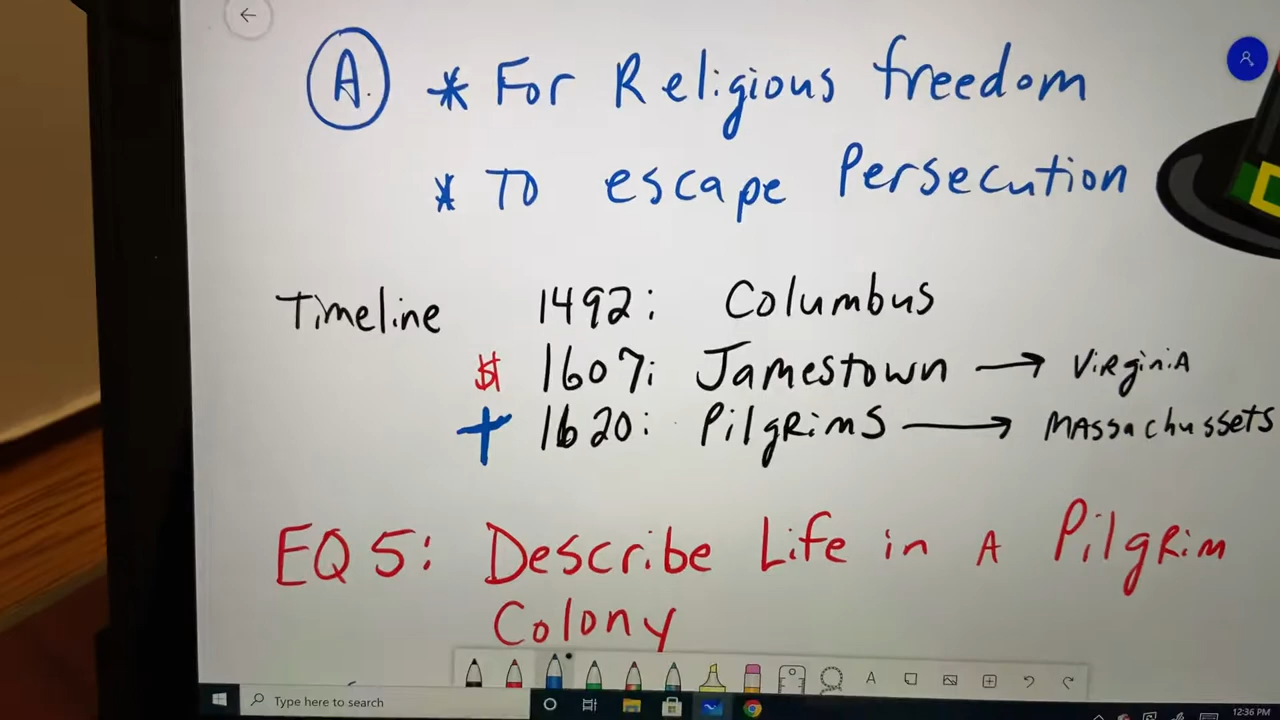 A. * For Religious freedom
* To escape Persecution
Timeline 1492: Columbus
$ 1607: Jamestown → VirginiA
+ 1620: Pilgrims → MAssachussets
EQ 5: Describe Life in A Pilgrim
Colony
A
Type here to search
12:36 PM